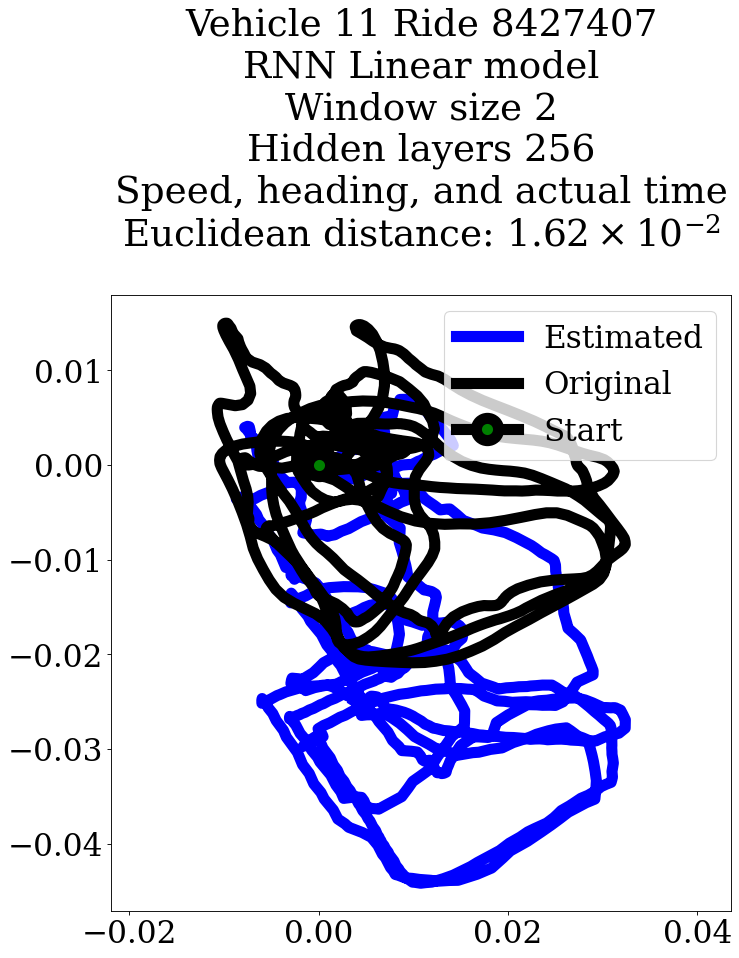 Vehicle 11 Ride 8427407
RNN Linear model
Window size 2
Hidden layers 256
Speed, heading, and actual time
Euclidean distance: 1.62 × 10⁻²
Estimated
Original
Start
0.01
0.00
−0.01
−0.02
−0.03
−0.04
−0.02 0.00 0.02 0.04